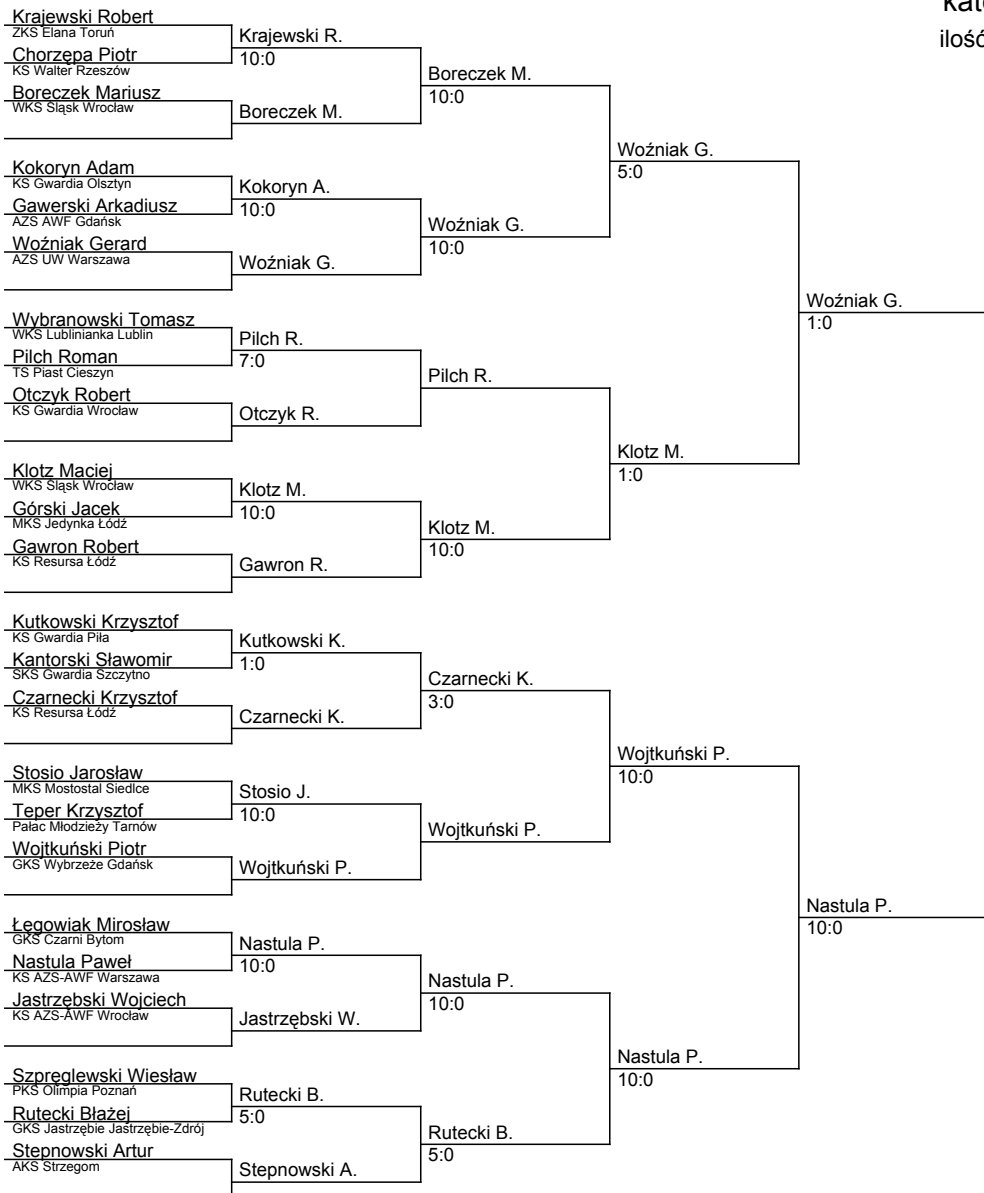 kate
ilość
Krajewski Robert
ZKS Elana Toruń
Chorzępa Piotr
KS Walter Rzeszów
Boreczek Mariusz
WKS Śląsk Wrocław
Kokoryn Adam
KS Gwardia Olsztyn
Gawerski Arkadiusz
AZS AWF Gdańsk
Woźniak Gerard
AZS UW Warszawa
Wybranowski Tomasz
WKS Lublinianka Lublin
Pilch Roman
TS Piast Cieszyn
Otczyk Robert
KS Gwardia Wrocław
Klotz Maciej
WKS Śląsk Wrocław
Górski Jacek
MKS Jedynka Łódź
Gawron Robert
KS Resursa Łódź
Kutkowski Krzysztof
KS Gwardia Piła
Kantorski Sławomir
SKS Gwardia Szczytno
Czarnecki Krzysztof
KS Resursa Łódź
Stosio Jarosław
MKS Mostostal Siedlce
Teper Krzysztof
Pałac Młodzieży Tarnów
Wojtkuński Piotr
GKS Wybrzeże Gdańsk
Łęgowiak Mirosław
GKS Czarni Bytom
Nastula Paweł
KS AZS-AWF Warszawa
Jastrzębski Wojciech
KS AZS-AWF Wrocław
Szpręglewski Wiesław
PKS Olimpia Poznań
Rutecki Błażej
GKS Jastrzębie Jastrzębie-Zdrój
Stepnowski Artur
AKS Strzegom
Krajewski R.
10:0
Boreczek M.
Kokoryn A.
10:0
Woźniak G.
Pilch R.
7:0
Otczyk R.
Klotz M.
10:0
Gawron R.
Kutkowski K.
1:0
Czarnecki K.
Stosio J.
10:0
Wojtkuński P.
Nastula P.
10:0
Jastrzębski W.
Rutecki B.
5:0
Stepnowski A.
Boreczek M.
10:0
Woźniak G.
10:0
Pilch R.
Klotz M.
10:0
Czarnecki K.
3:0
Wojtkuński P.
Nastula P.
10:0
Rutecki B.
5:0
Woźniak G.
5:0
Klotz M.
1:0
Wojtkuński P.
10:0
Nastula P.
10:0
Woźniak G.
1:0
Nastula P.
10:0